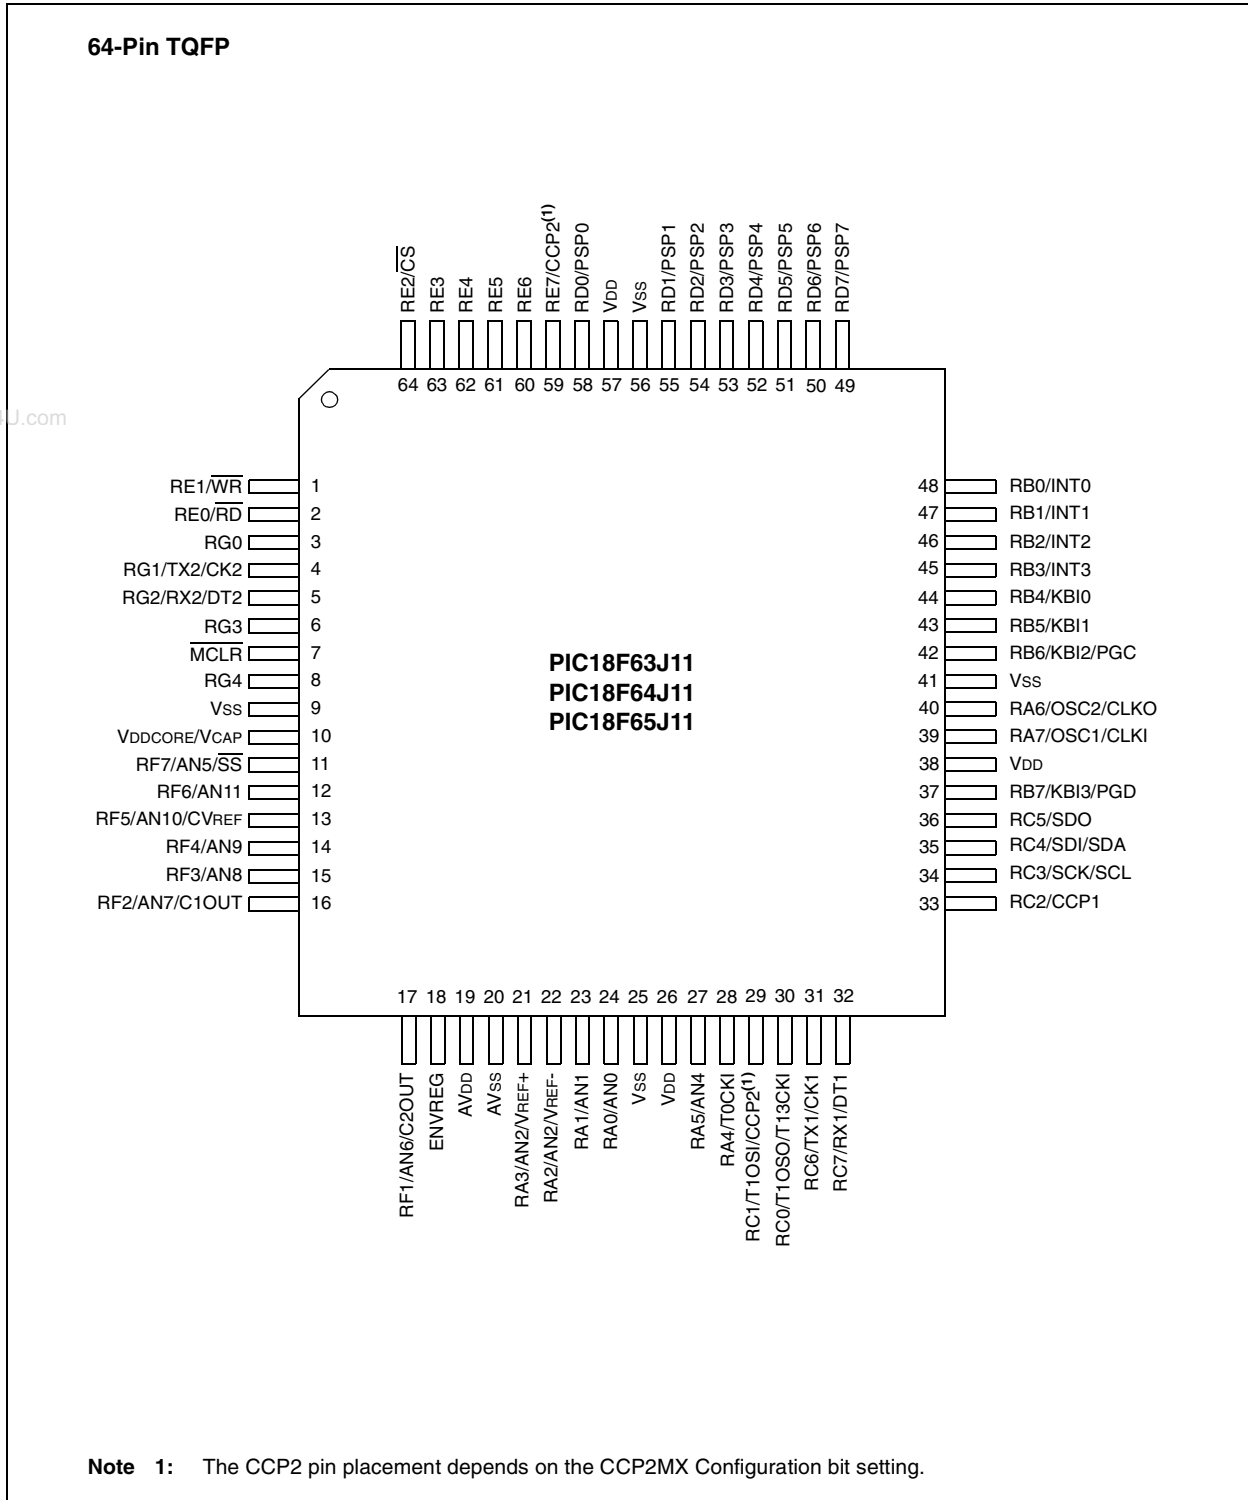 64-Pin TQFP
RE2/CS
RE3
RE4
RE5
RE6
RE7/CCP2(1)
RD0/PSP0
VDD
VSS
RD1/PSP1
RD2/PSP2
RD3/PSP3
RD4/PSP4
RD5/PSP5
RD6/PSP6
RD7/PSP7
64 63 62 61 60 59 58 57 56 55 54 53 52 51 50 49
4U.com
RE1/WR 1
RE0/RD 2
RG0 3
RG1/TX2/CK2 4
RG2/RX2/DT2 5
RG3 6
MCLR 7
RG4 8
VSS 9
VDDCORE/VCAP 10
RF7/AN5/SS 11
RF6/AN11 12
RF5/AN10/CVREF 13
RF4/AN9 14
RF3/AN8 15
RF2/AN7/C1OUT 16
PIC18F63J11
PIC18F64J11
PIC18F65J11
48 RB0/INT0
47 RB1/INT1
46 RB2/INT2
45 RB3/INT3
44 RB4/KBI0
43 RB5/KBI1
42 RB6/KBI2/PGC
41 VSS
40 RA6/OSC2/CLKO
39 RA7/OSC1/CLKI
38 VDD
37 RB7/KBI3/PGD
36 RC5/SDO
35 RC4/SDI/SDA
34 RC3/SCK/SCL
33 RC2/CCP1
17 18 19 20 21 22 23 24 25 26 27 28 29 30 31 32
RF1/AN6/C2OUT
ENVREG
AVDD
AVSS
RA3/AN2/VREF+
RA2/AN2/VREF-
RA1/AN1
RA0/AN0
VSS
VDD
RA5/AN4
RA4/T0CKI
RC1/T1OSI/CCP2(1)
RC0/T1OSO/T13CKI
RC6/TX1/CK1
RC7/RX1/DT1
Note 1: The CCP2 pin placement depends on the CCP2MX Configuration bit setting.